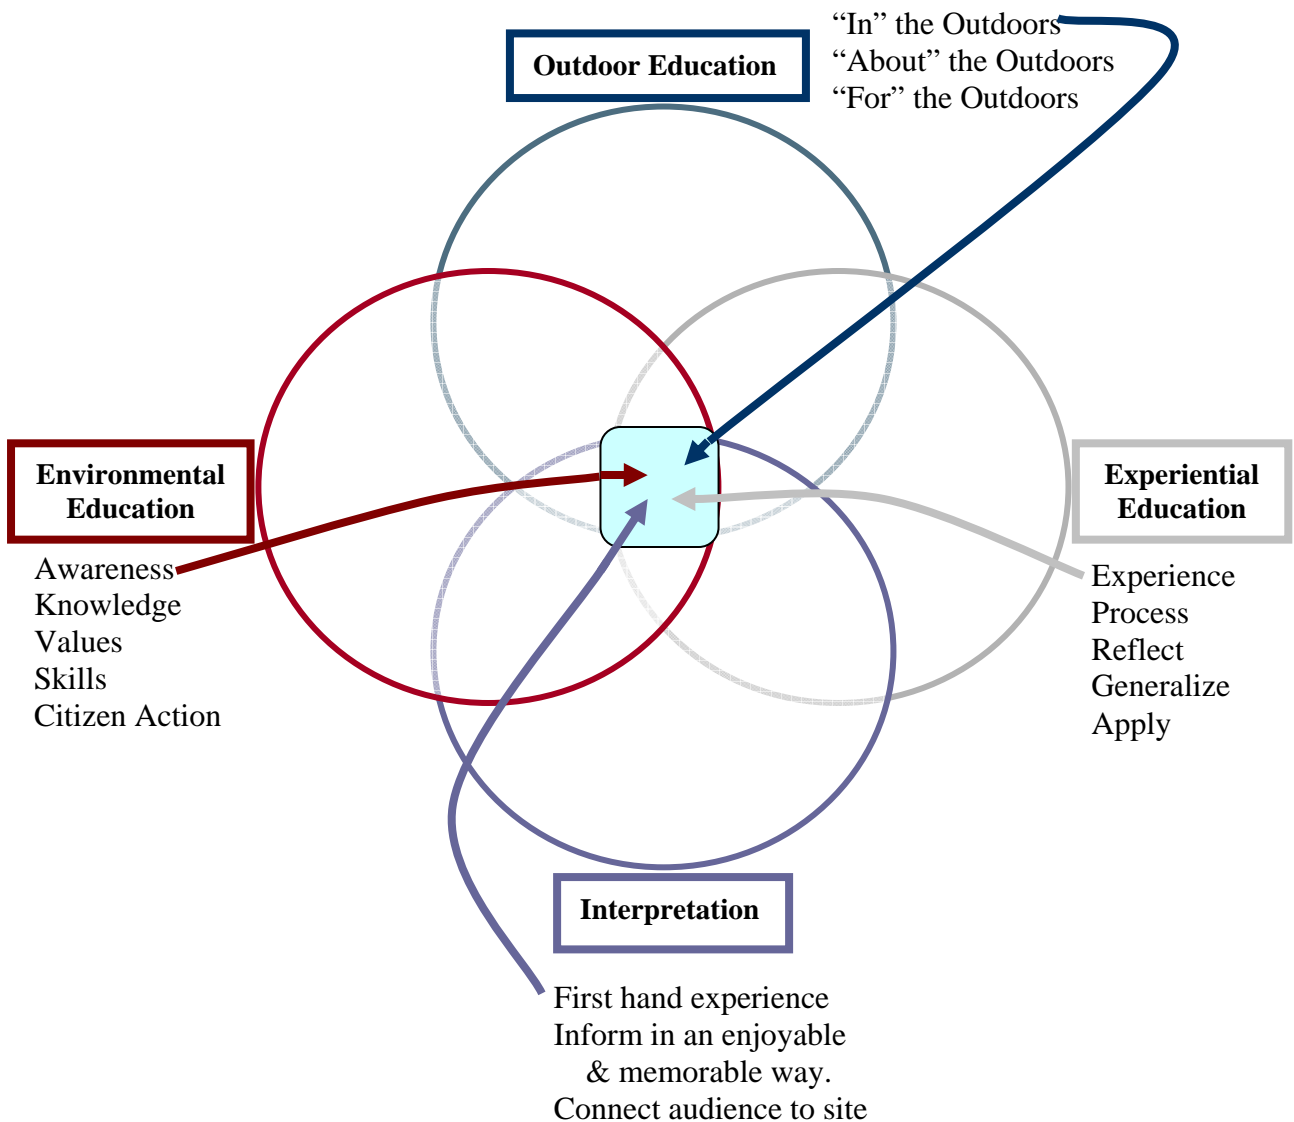 “In” the Outdoors
“About” the Outdoors
“For” the Outdoors
Outdoor Education
Environmental
Education
Awareness
Knowledge
Values
Skills
Citizen Action
Experiential
Education
Experience
Process
Reflect
Generalize
Apply
Interpretation
First hand experience
Inform in an enjoyable
& memorable way.
Connect audience to site